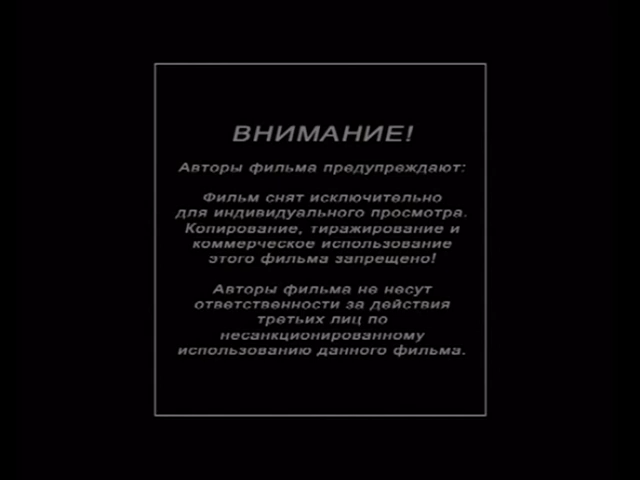 ВНИМАНИЕ!
Авторы фильма предупреждают:
Фильм снят исключительно
для индивидуального просмотра.
Копирование, тиражирование и
коммерческое использование
этого фильма запрещено!
Авторы фильма не несут
ответственности за действия
третьих лиц по
несанкционированному
использованию данного фильма.